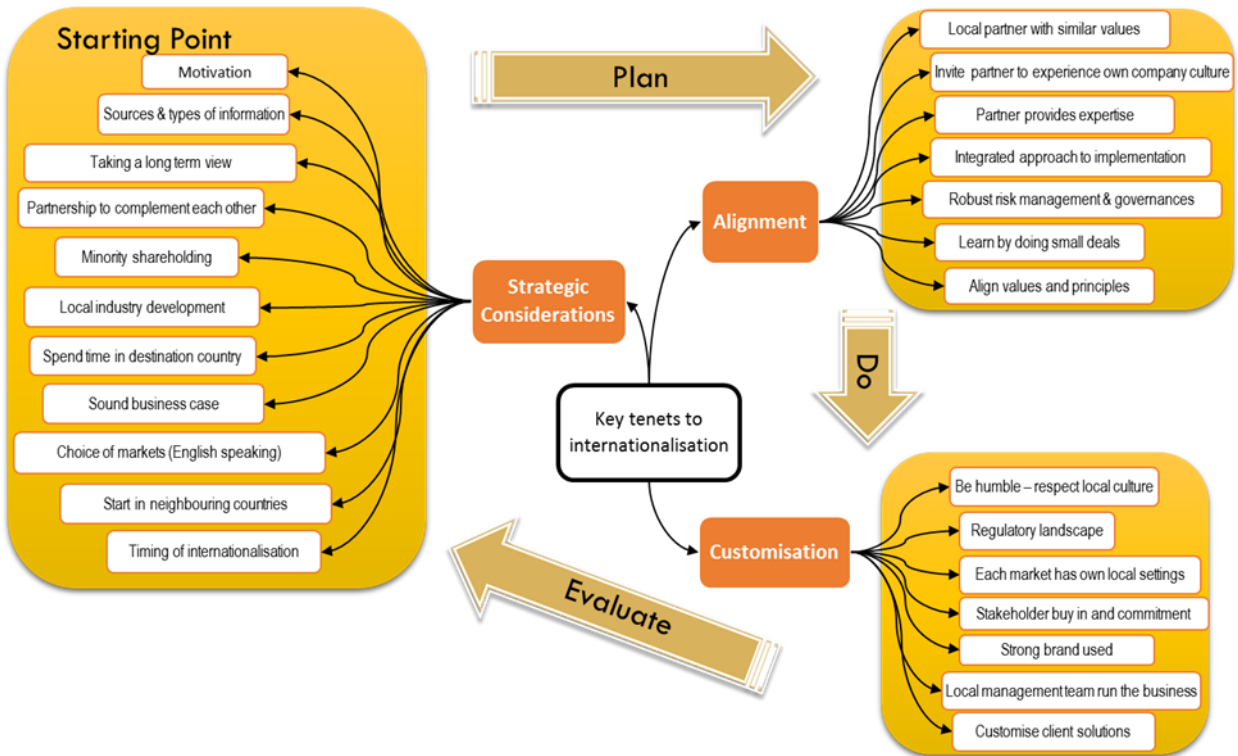 Starting Point
Motivation
Sources & types of information
Taking a long term view
Partnership to complement each other
Minority shareholding
Local industry development
Spend time in destination country
Sound business case
Choice of markets (English speaking)
Start in neighbouring countries
Timing of internationalisation
Strategic
Considerations
Plan
Key tenets to
internationalisation
Alignment
Local partner with similar values
Invite partner to experience own company culture
Partner provides expertise
Integrated approach to implementation
Robust risk management & governances
Learn by doing small deals
Align values and principles
Do
Customisation
Be humble – respect local culture
Regulatory landscape
Each market has own local settings
Stakeholder buy in and commitment
Strong brand used
Local management team run the business
Customise client solutions
Evaluate